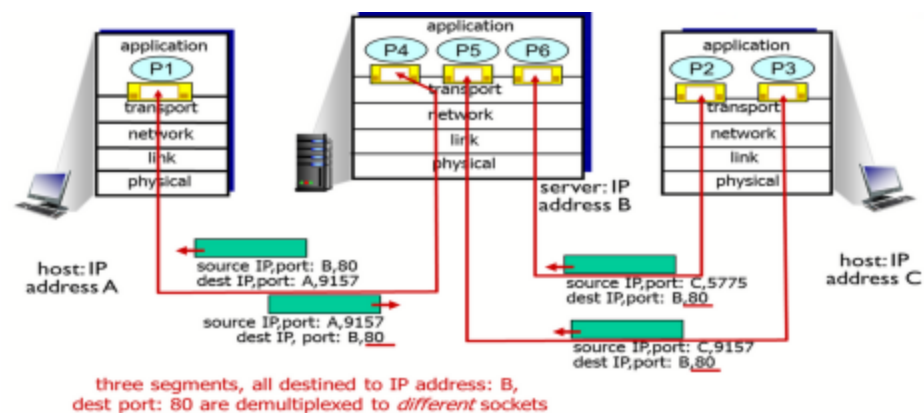 application
P1
transport
network
link
physical
host: IP
address A
application
P4
P5
P6
transport
network
link
physical
server: IP
address B
application
P2
P3
transport
network
link
physical
host: IP
address C
source IP,port: B,80
dest IP,port: A,9157
source IP,port: A,9157
dest IP, port: B,80
source IP,port: C,5775
dest IP,port: B,80
source IP,port: C,9157
dest IP,port: B,80
three segments, all destined to IP address: B,
dest port: 80 are demultiplexed to different sockets